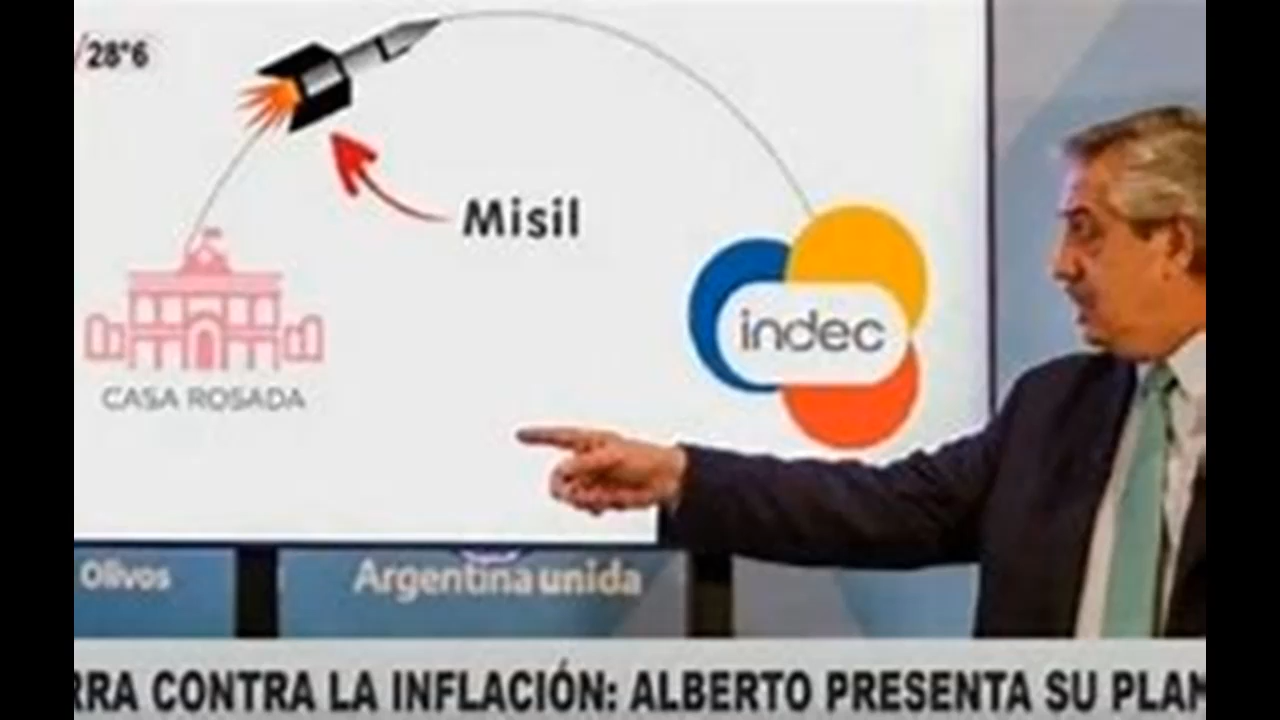 /28°6
Misil
indec
CASA ROSADA
Olivos
Argentina unida
RRA CONTRA LA INFLACIÓN: ALBERTO PRESENTA SU PLAN